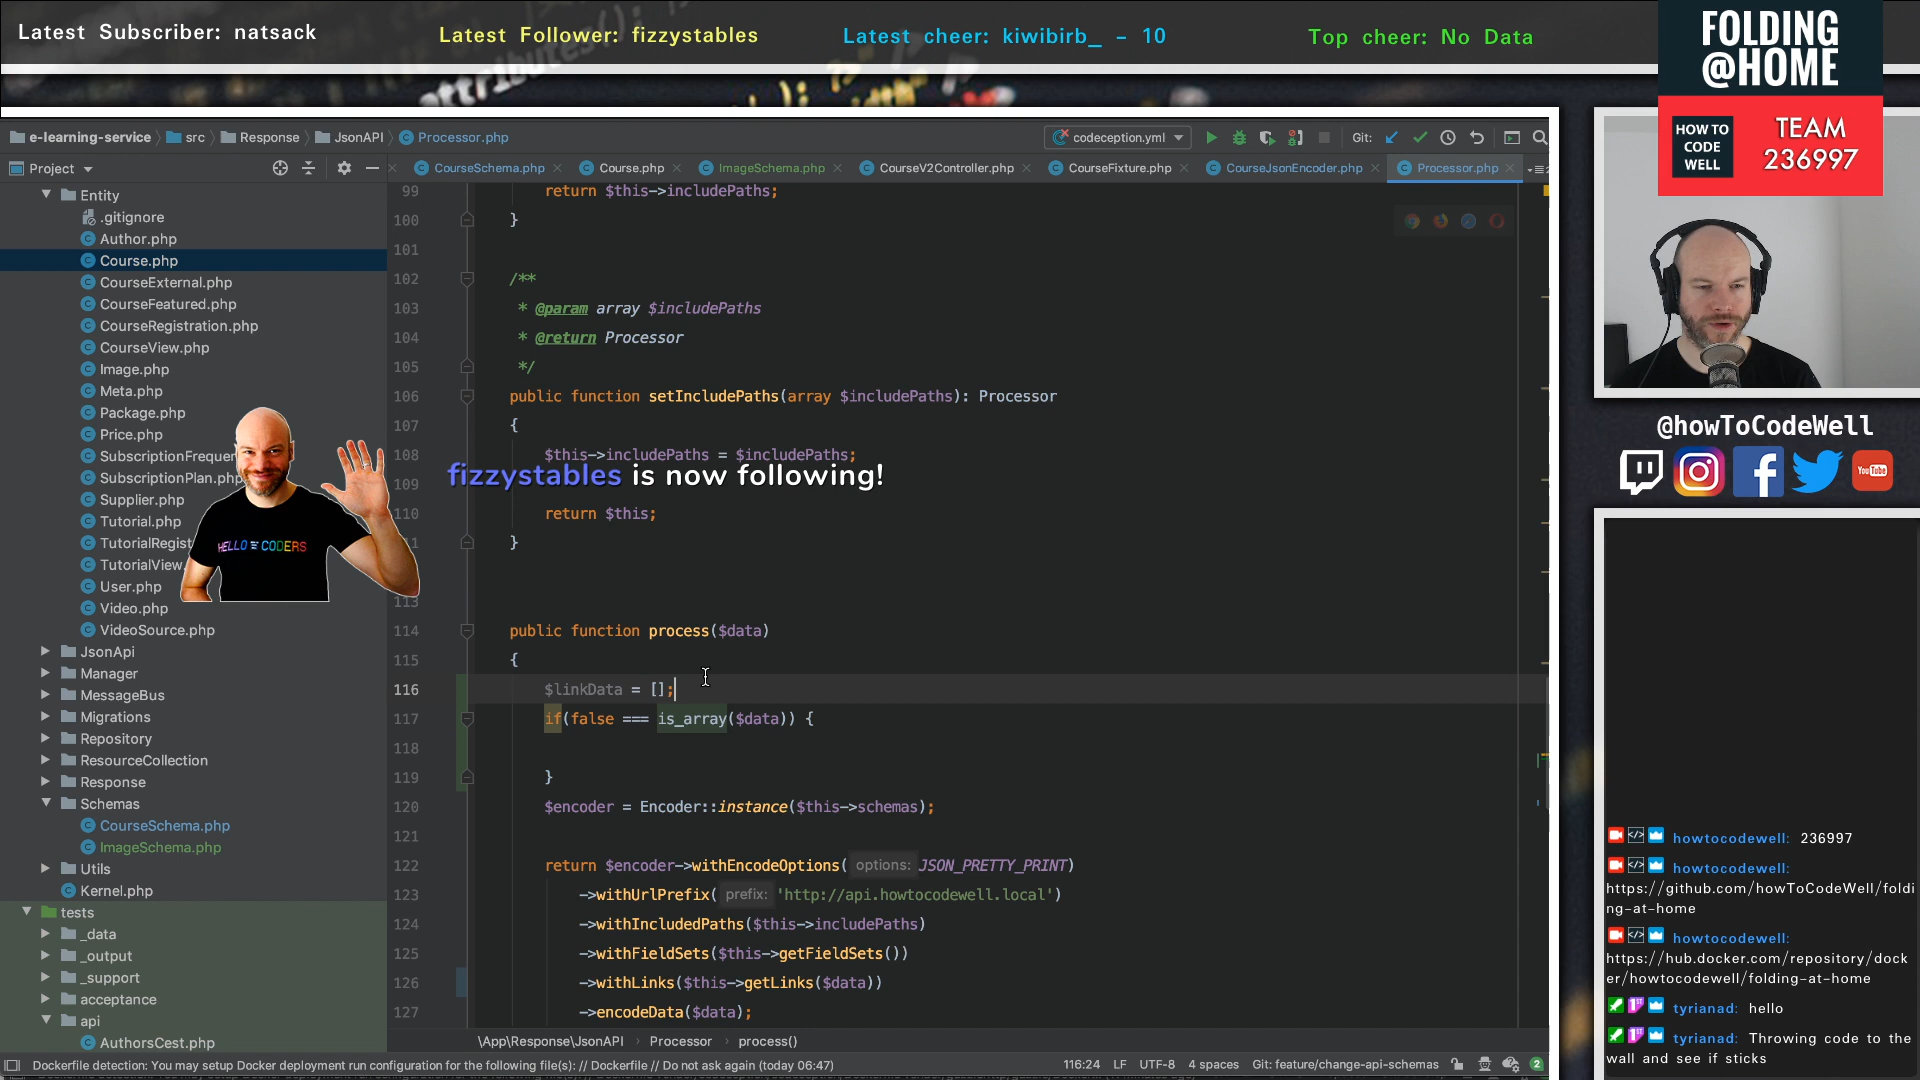 Latest Subscriber: natsack
Latest Follower: fizzystables
Latest cheer: kiwibirb_ - 10
Top cheer: No Data
FOLDING
@HOME
HOW TO
CODE
WELL
TEAM
236997
e-learning-service
src
Response
JsonAPI
Processor.php
codeception.yml
Git:
Project
CourseSchema.php
Course.php
ImageSchema.php
CourseV2Controller.php
CourseFixture.php
CourseJsonEncoder.php
Processor.php
Entity
.gitignore
Author.php
Course.php
CourseExternal.php
CourseFeatured.php
CourseRegistration.php
CourseView.php
Image.php
Meta.php
Package.php
Price.php
SubscriptionFrequer
SubscriptionPlan.php
Supplier.php
Tutorial.php
TutorialRegist
TutorialView.
User.php
Video.php
VideoSource.php
JsonApi
Manager
MessageBus
Migrations
Repository
ResourceCollection
Response
Schemas
CourseSchema.php
ImageSchema.php
Utils
Kernel.php
tests
_data
_output
_support
acceptance
api
AuthorsCest.php
HELLO CODERS
fizzystables is now following!
99 return $this->includePaths;
100 }
101
102 /**
103 * @param array $includePaths
104 * @return Processor
105 */
106 public function setIncludePaths(array $includePaths): Processor
107 {
108 $this->includePaths = $includePaths;
109
110 return $this;
11 }
113
114 public function process($data)
115 {
116 $linkData = [];
117 if(false === is_array($data)) {
118
119 }
120 $encoder = Encoder::instance($this->schemas);
121
122 return $encoder->withEncodeOptions( options: JSON_PRETTY_PRINT)
123 ->withUrlPrefix( prefix: 'http://api.howtocodewell.local')
124 ->withIncludedPaths($this->includePaths)
125 ->withFieldSets($this->getFieldSets())
126 ->withLinks($this->getLinks($data))
127 ->encodeData($data);
\App\Response\JsonAPI
Processor
process()
Dockerfile detection: You may setup Docker deployment run configuration for the following file(s): // Dockerfile // Do not ask again (today 06:47)
116:24 LF UTF-8 4 spaces Git: feature/change-api-schemas 2
@howToCodeWell
You Tube
howtocodewell: 236997
howtocodewell:
https://github.com/howToCodeWell/foldi
ng-at-home
howtocodewell:
https://hub.docker.com/repository/dock
er/howtocodewell/folding-at-home
tyrianad: hello
tyrianad: Throwing code to the
wall and see if sticks